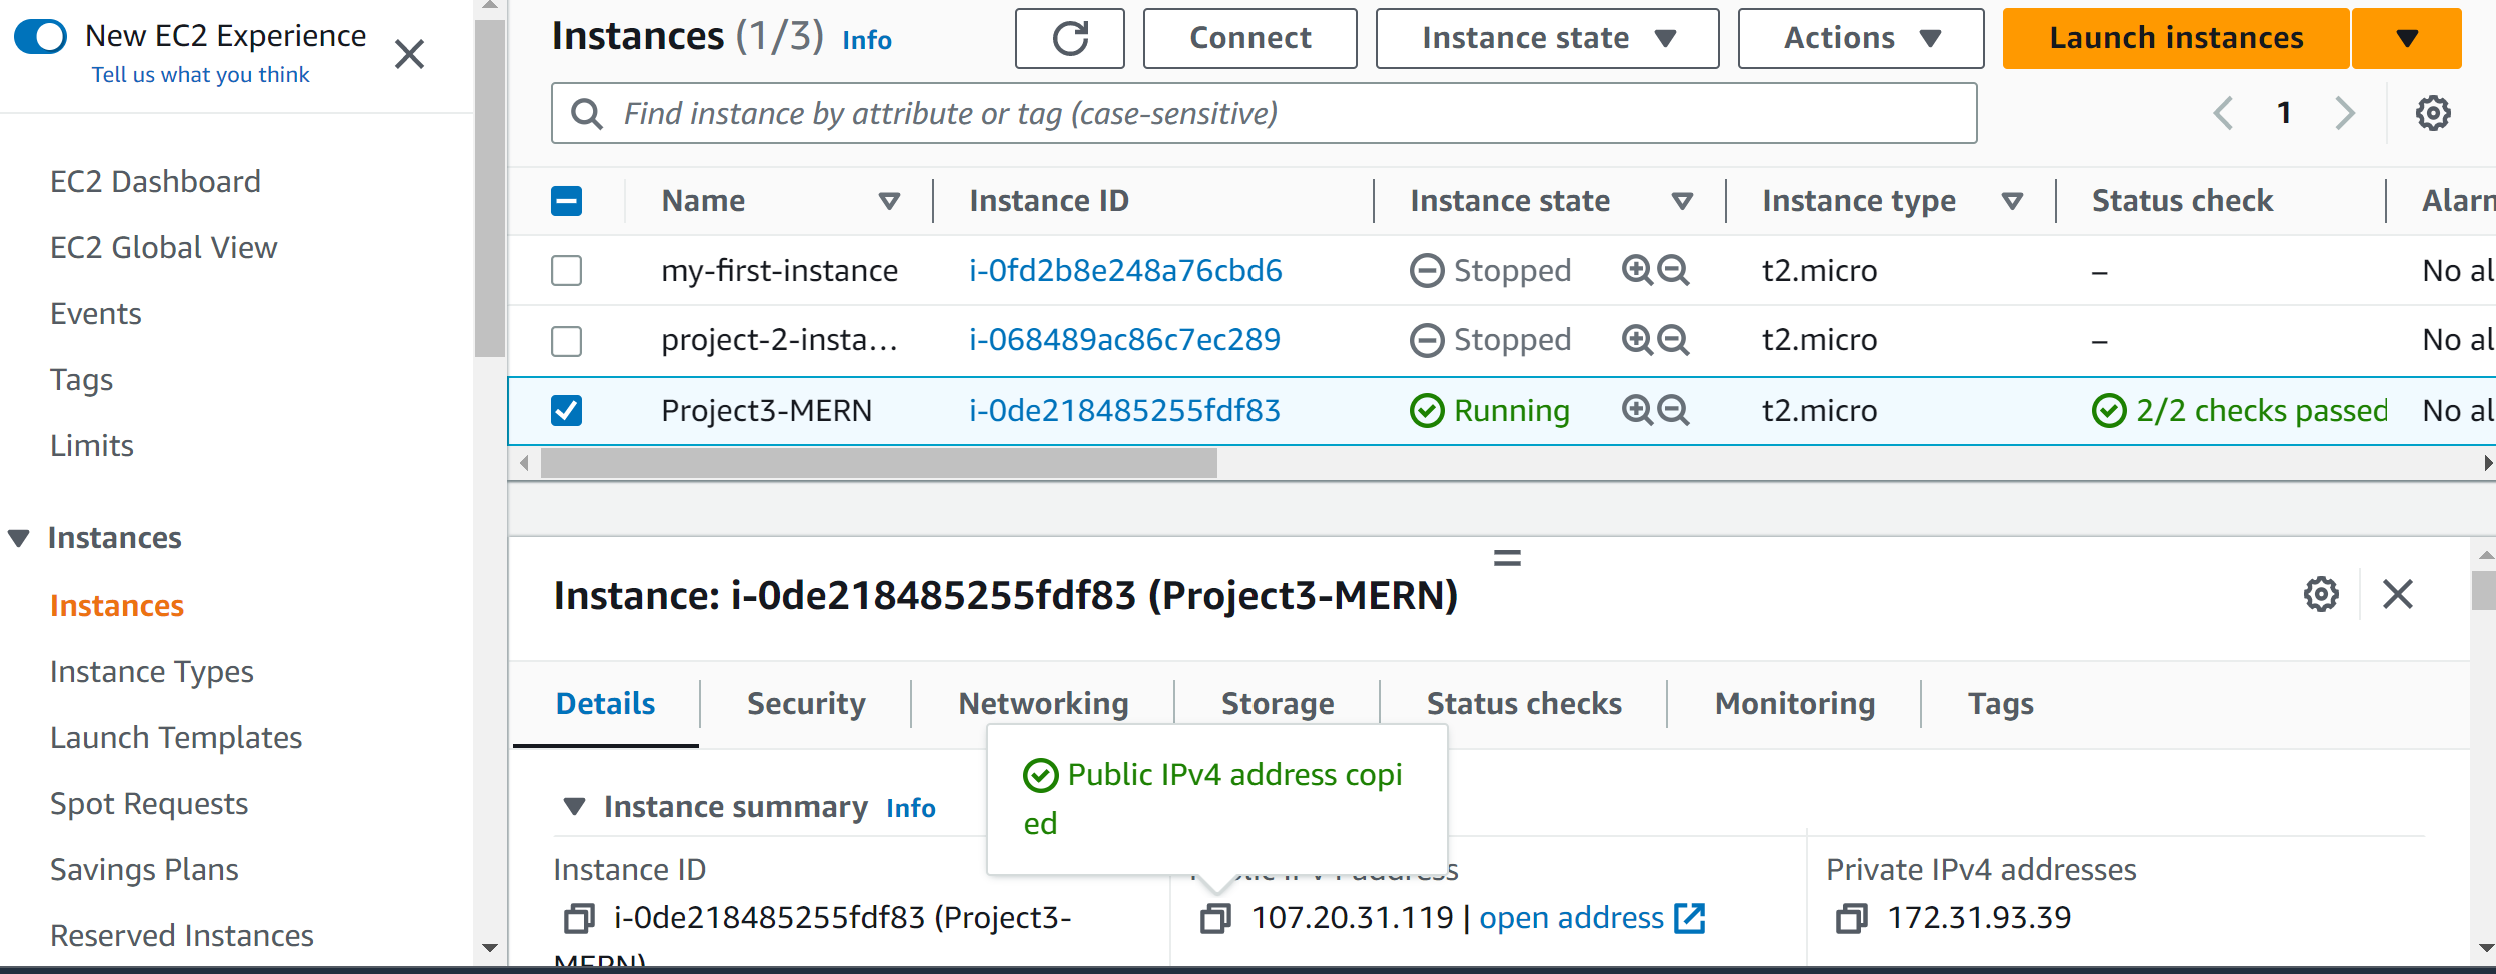 New EC2 Experience
Tell us what you think
EC2 Dashboard
EC2 Global View
Events
Tags
Limits
Instances
Instances
Instance Types
Launch Templates
Spot Requests
Savings Plans
Reserved Instances
Instances (1/3) Info
Connect
Instance state
Actions
Launch instances
Find instance by attribute or tag (case-sensitive)
1
Name Instance ID Instance state Instance type Status check Alarn
my-first-instance i-0fd2b8e248a76cbd6 Stopped t2.micro – No al
project-2-insta... i-068489ac86c7ec289 Stopped t2.micro – No al
Project3-MERN i-0de218485255fdf83 Running t2.micro 2/2 checks passed No al
Instance: i-0de218485255fdf83 (Project3-MERN)
Details Security Networking Storage Status checks Monitoring Tags
Public IPv4 address copi
ed
Instance summary Info
Instance ID
i-0de218485255fdf83 (Project3-
MERN)
107.20.31.119 | open address
Private IPv4 addresses
172.31.93.39